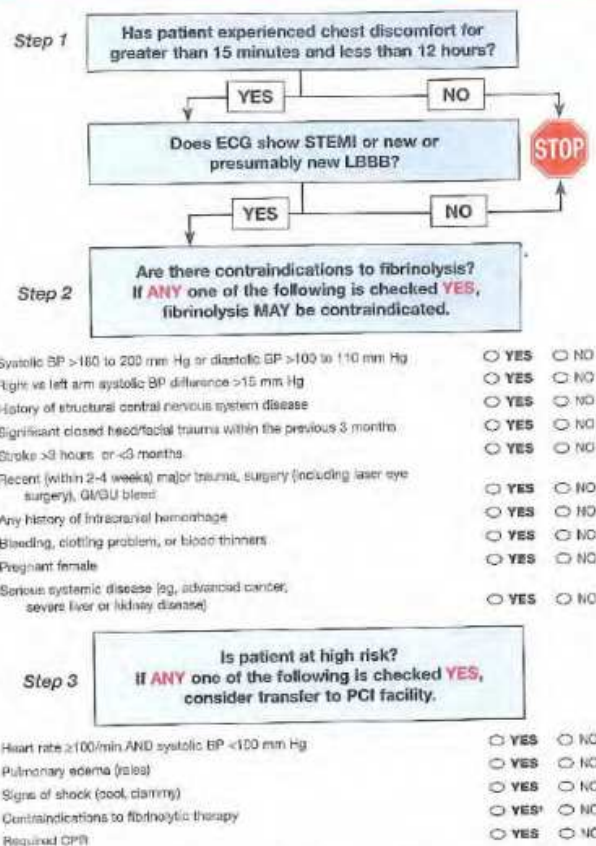 Step 1
Has patient experienced chest discomfort for
greater than 15 minutes and less than 12 hours?
YES
NO
Does ECG show STEMI or new or
presumably new LBBB?
STOP
YES
NO
Step 2
Are there contraindications to fibrinolysis?
If ANY one of the following is checked YES,
fibrinolysis MAY be contraindicated.
Systolic BP >180 to 200 mm Hg or diastolic BP >100 to 110 mm Hg YES NO
Right vs left arm systolic BP difference >15 mm Hg YES NO
History of structural central nervous system disease YES NO
Significant closed head/facial trauma within the previous 3 months YES NO
Stroke >3 hours or <3 months YES NO
Recent (within 2-4 weeks) major trauma, surgery (including laser eye
surgery), GI/GU bleed YES NO
Any history of intracranial hemorrhage YES NO
Bleeding, clotting problem, or blood thinners YES NO
Pregnant female YES NO
Serious systemic disease (eg, advanced cancer,
severe liver or kidney disease) YES NO
Step 3
Is patient at high risk?
If ANY one of the following is checked YES,
consider transfer to PCI facility.
Heart rate ≥100/min AND systolic BP <100 mm Hg YES NO
Pulmonary edema (rales) YES NO
Signs of shock (cool, clammy) YES NO
Contraindications to fibrinolytic therapy YES NO
Required CPR YES NO